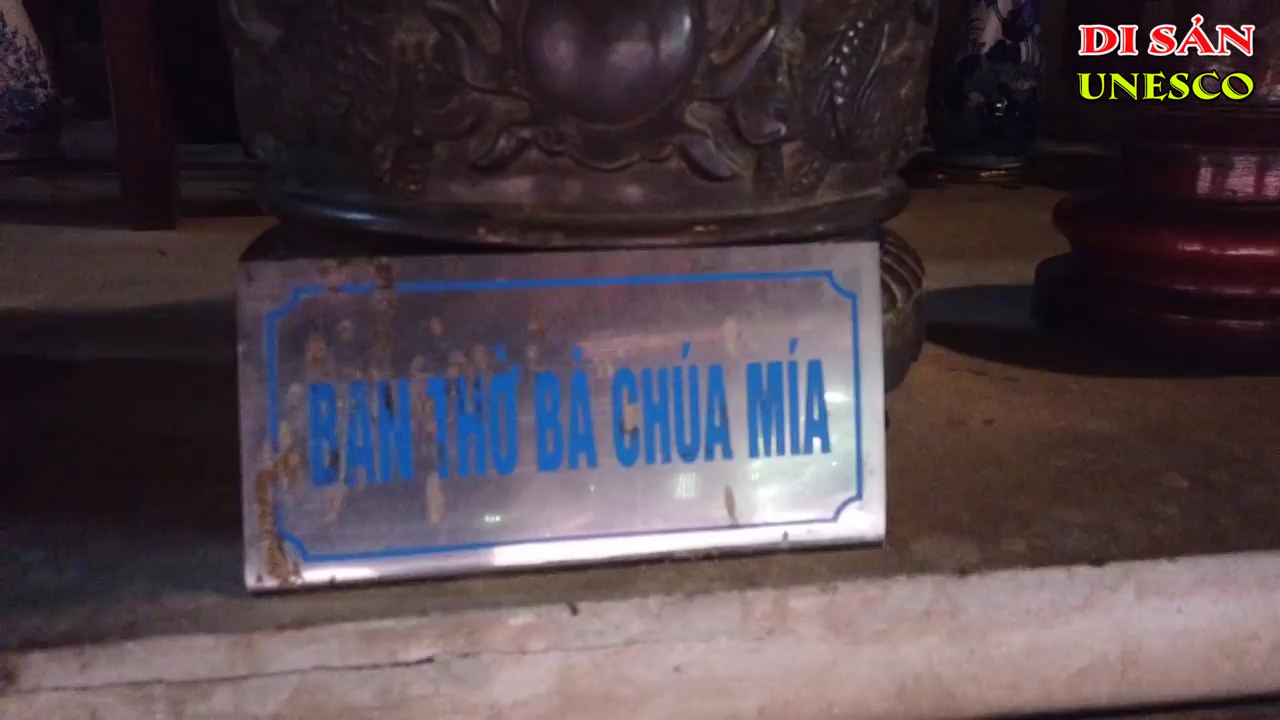 DI SẢN
UNESCO
BAN THỜ BÀ CHÚA MÍA